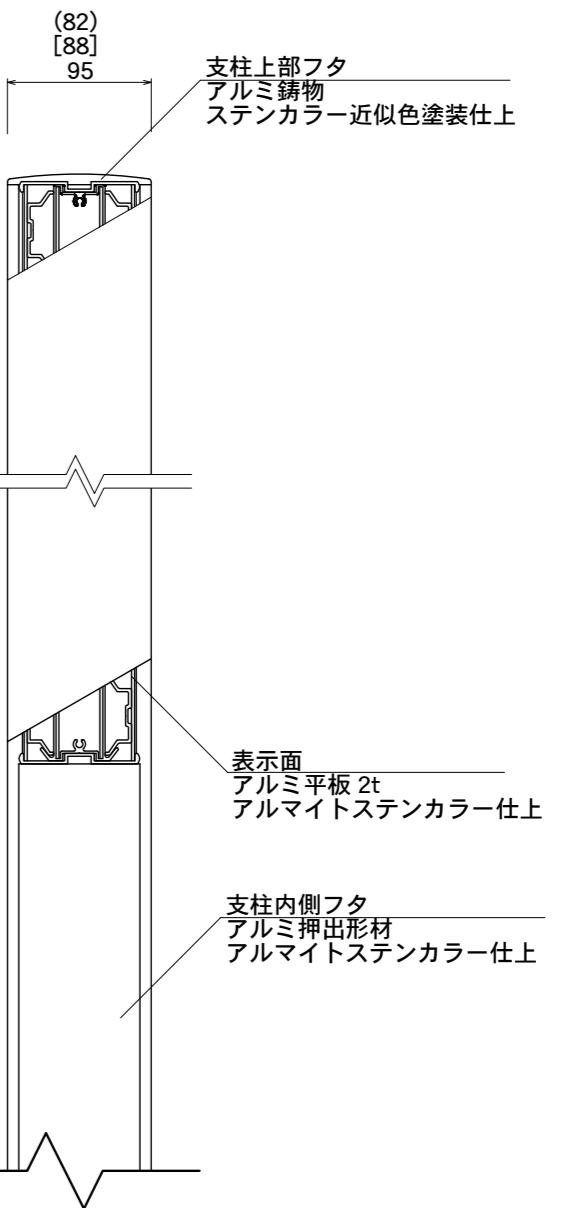 (82)
[88]
95
支柱上部フタ
アルミ鋳物
ステンカラー近似色塗装仕上
表示面
アルミ平板 2t
アルマイトステンカラー仕上
支柱内側フタ
アルミ押出形材
アルマイトステンカラー仕上